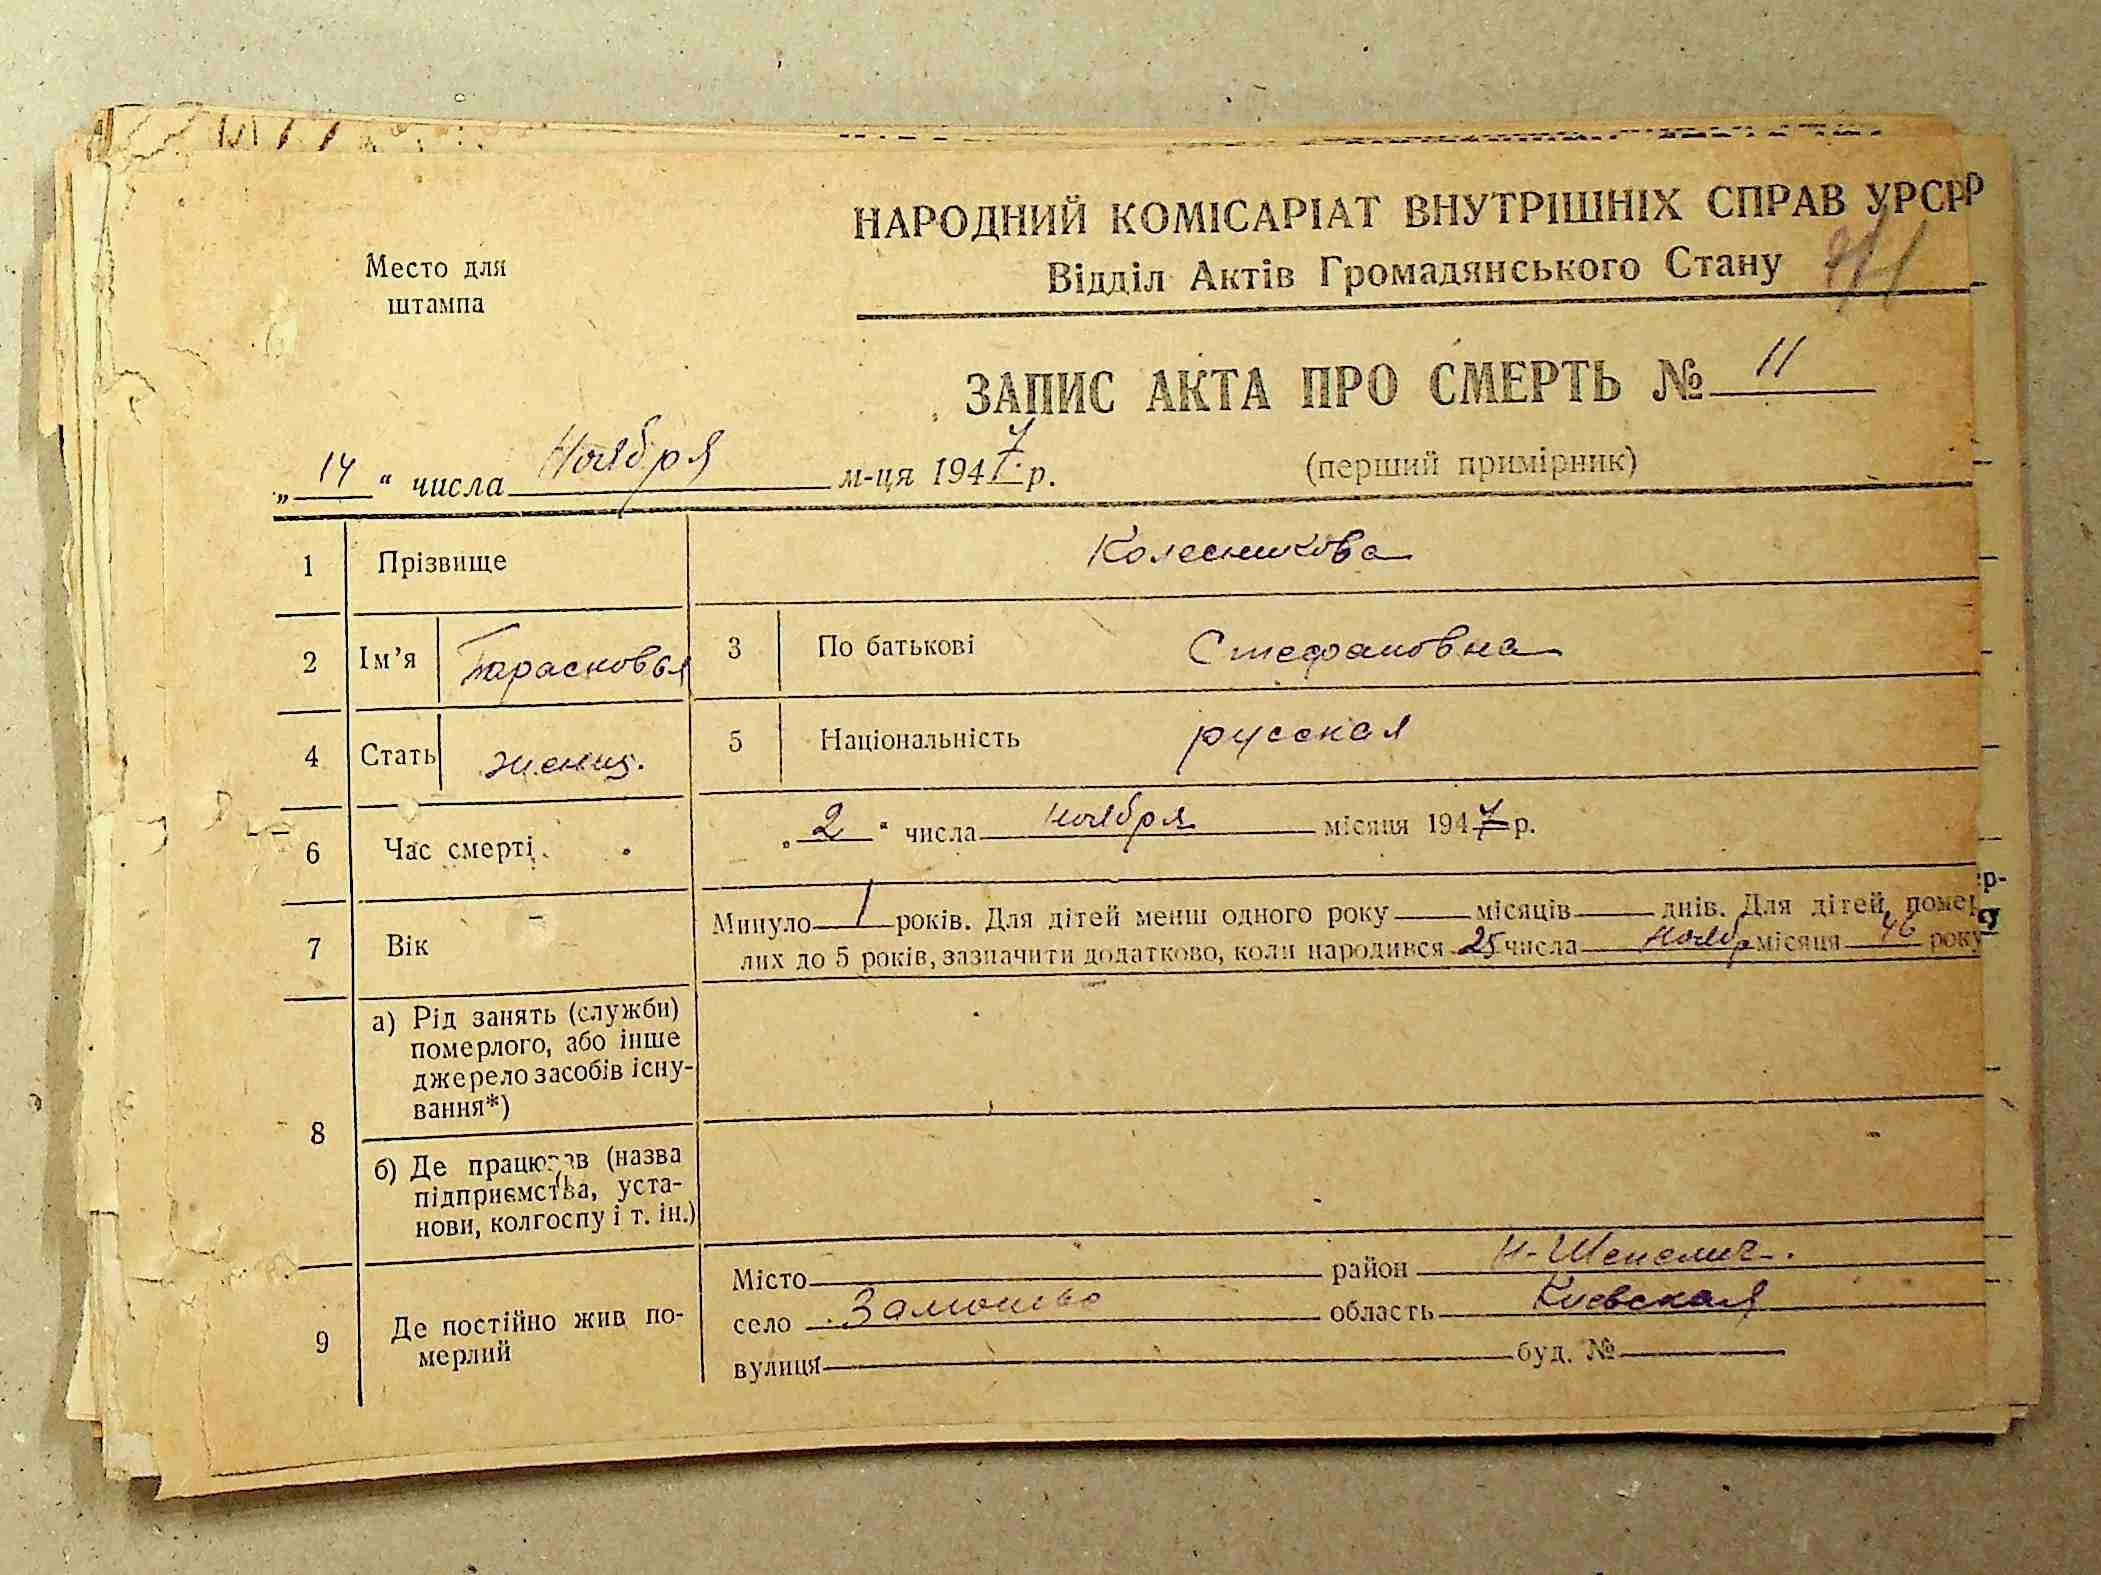 НАРОДНИЙ КОМІСАРІАТ ВНУТРІШНІХ СПРАВ УРСР
Відділ Актів Громадянського Стану
Место для
штампа
ЗАПИС АКТА ПРО СМЕРТЬ № 11
„14“ числа Ноября м-ця 1947 р.
(перший примірник)
1 Прізвище Колесникова
2 Ім’я Парасковья 3 По батькові Стефановна
4 Стать женщ. 5 Національність русская
6 Час смерті „2“ числа ноября місяця 1947 р.
7 Вік Минуло 1 років. Для дітей менш одного року місяців днів. Для дітей, помер
лих до 5 років, зазначити додатково, коли народився 25 числа ноябр місяця 46 року
8 а) Рід занять (служби)
померлого, або інше
джерело засобів існу-
вання*)
б) Де працював (назва
підприємства, уста-
нови, колгоспу і т. ін.)
9 Де постійно жив по-
мерлий
Місто район Н-Шепелич.
село Замошье область Киевская
вулиця буд. №